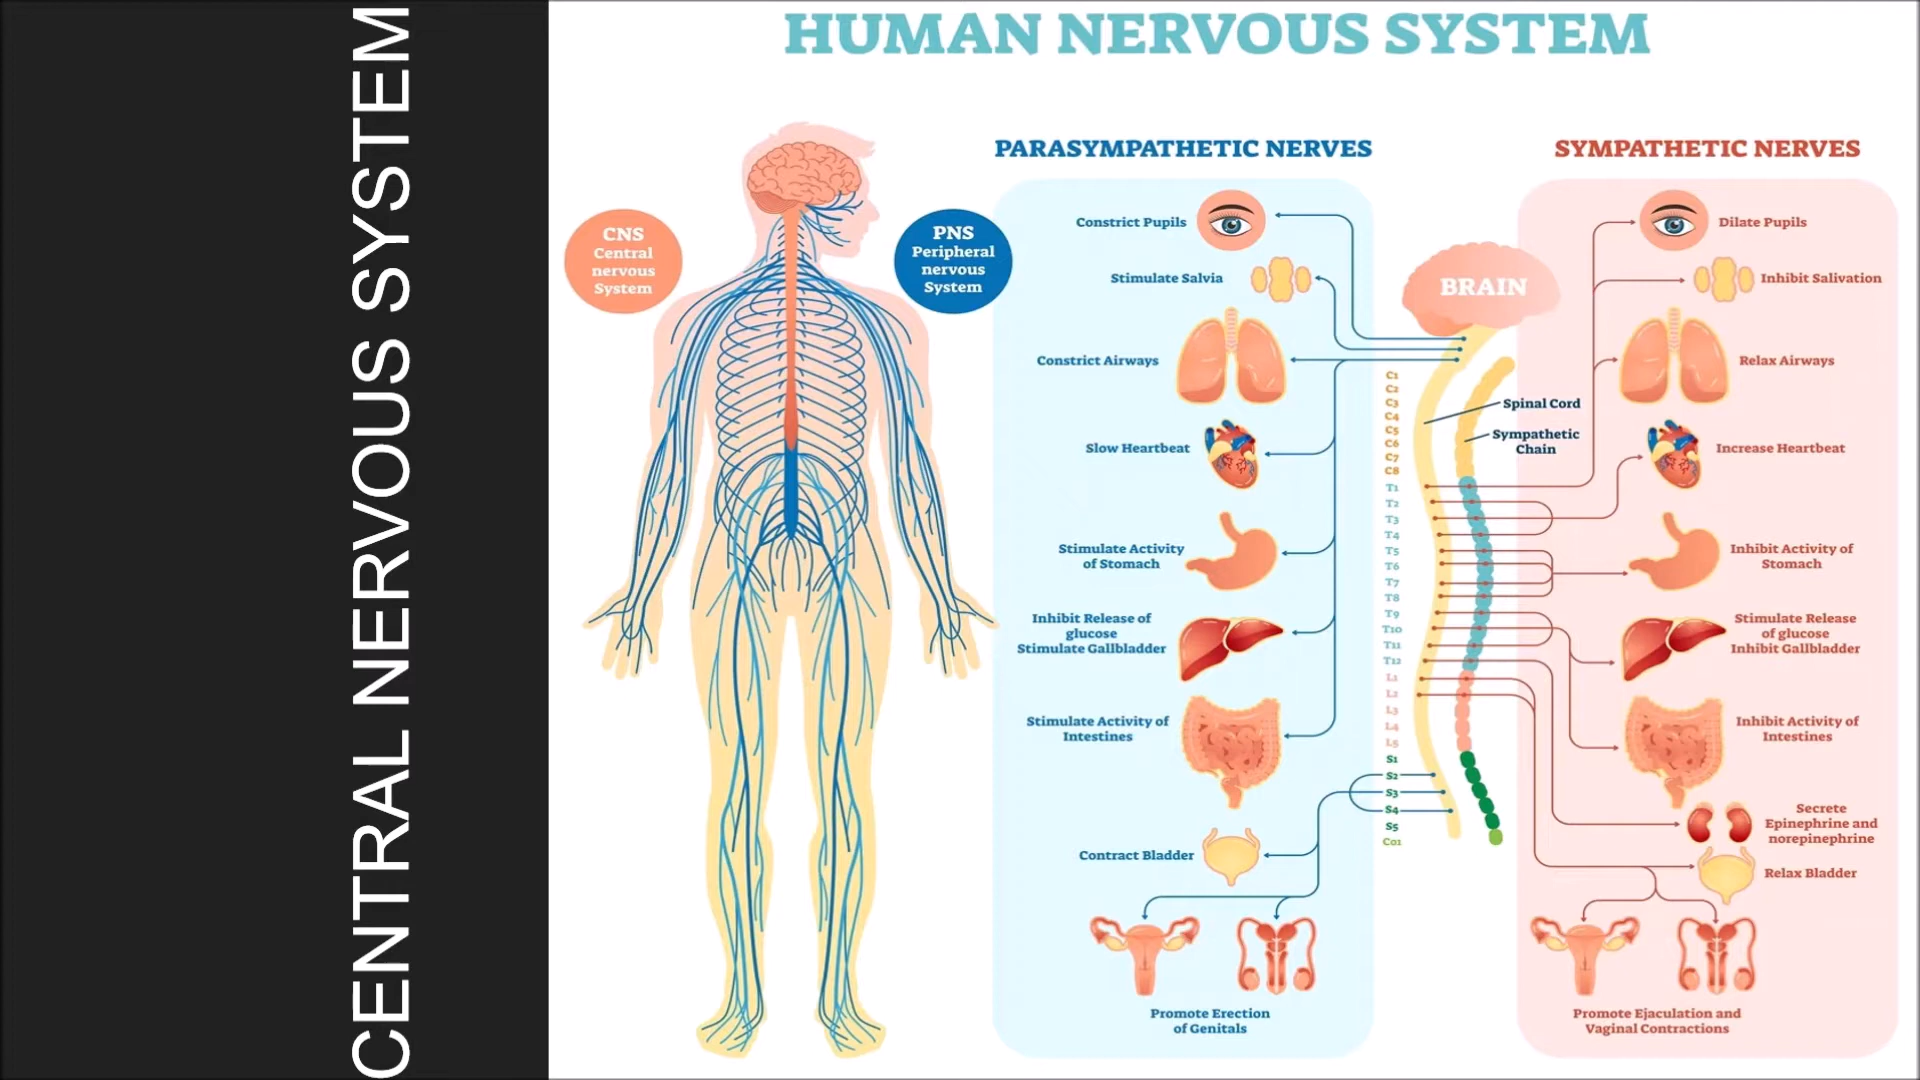 CENTRAL NERVOUS SYSTEM
HUMAN NERVOUS SYSTEM
CNS
Central
nervous
System
PNS
Peripheral
nervous
System
PARASYMPATHETIC NERVES
Constrict Pupils
Stimulate Salvia
Constrict Airways
Slow Heartbeat
Stimulate Activity
of Stomach
Inhibit Release of
glucose
Stimulate Gallbladder
Stimulate Activity of
Intestines
Contract Bladder
Promote Erection
of Genitals
BRAIN
Spinal Cord
Sympathetic
Chain
C1
C2
C3
C4
C5
C6
C7
C8
T1
T2
T3
T4
T5
T6
T7
T8
T9
T10
T11
T12
L1
L2
L3
L4
L5
S1
S2
S3
S4
S5
Co1
SYMPATHETIC NERVES
Dilate Pupils
Inhibit Salivation
Relax Airways
Increase Heartbeat
Inhibit Activity of
Stomach
Stimulate Release
of glucose
Inhibit Gallbladder
Inhibit Activity of
Intestines
Secrete
Epinephrine and
norepinephrine
Relax Bladder
Promote Ejaculation and
Vaginal Contractions